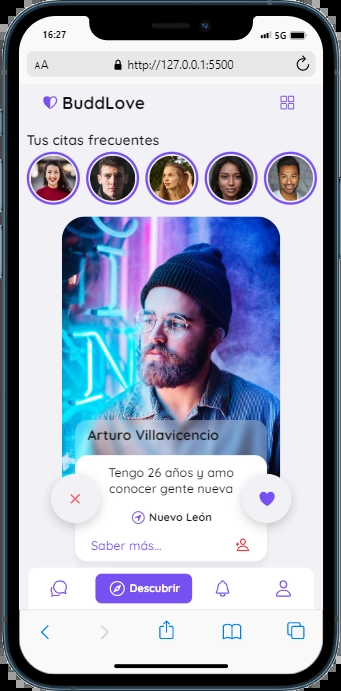 16:27
5G
AA
http://127.0.0.1:5500
BuddLove
Tus citas frecuentes
Arturo Villavicencio
Tengo 26 años y amo
conocer gente nueva
Nuevo León
Saber más...
Descubrir